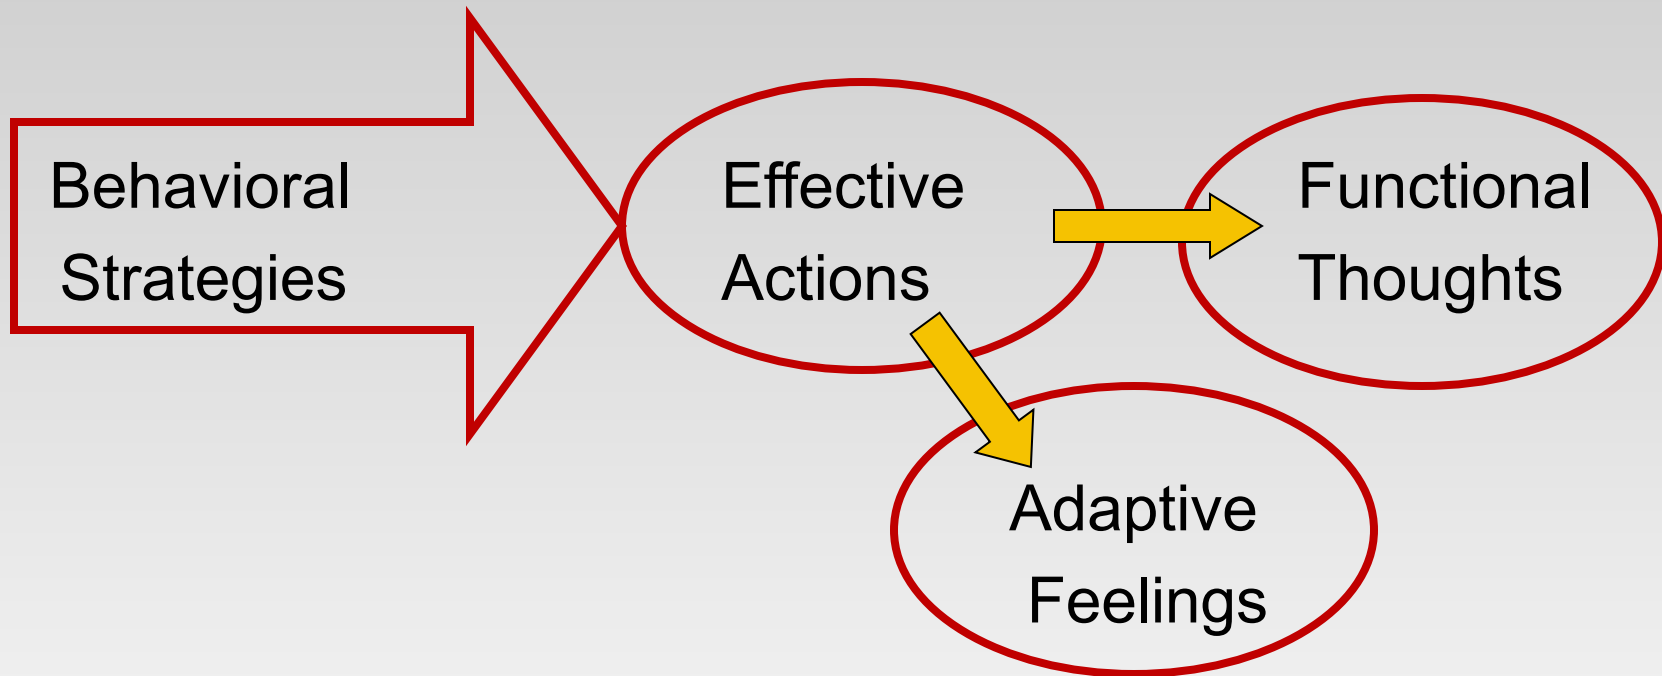 Behavioral
Strategies
Effective
Actions
Functional
Thoughts
Adaptive
Feelings